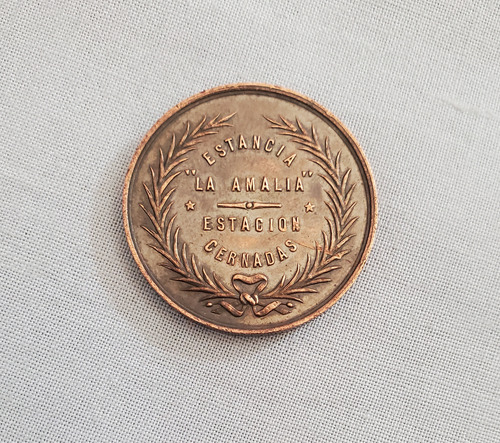 ESTANCIA
"LA AMALIA"
ESTACION
CERNADAS